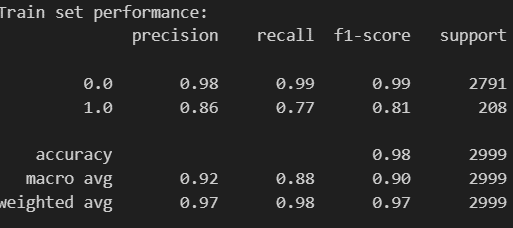 Train set performance:
precision recall f1-score support
0.0 0.98 0.99 0.99 2791
1.0 0.86 0.77 0.81 208
accuracy 0.98 2999
macro avg 0.92 0.88 0.90 2999
weighted avg 0.97 0.98 0.97 2999